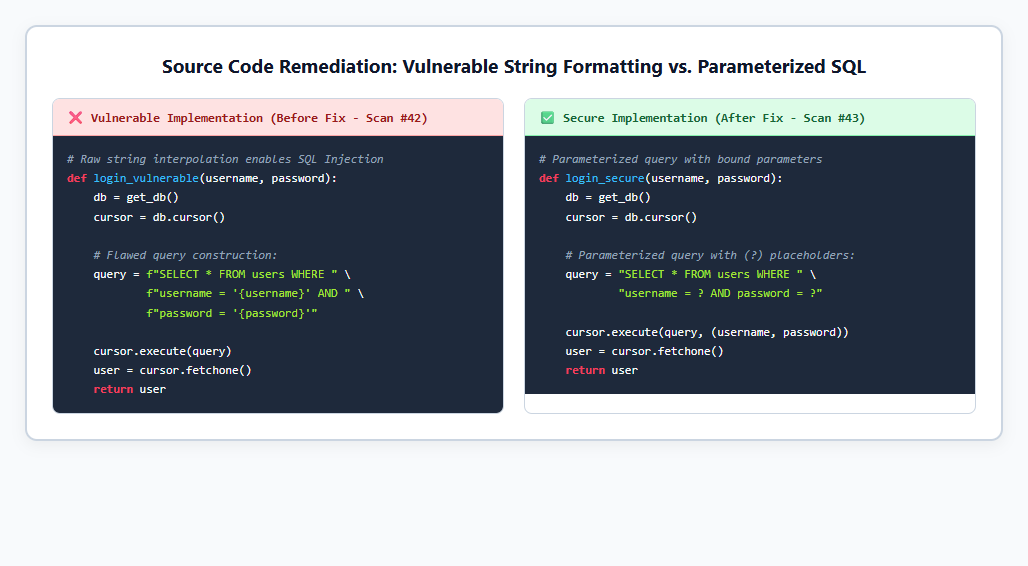 Source Code Remediation: Vulnerable String Formatting vs. Parameterized SQL
❌ Vulnerable Implementation (Before Fix - Scan #42)
# Raw string interpolation enables SQL Injection
def login_vulnerable(username, password):
    db = get_db()
    cursor = db.cursor()
    # Flawed query construction:
    query = f"SELECT * FROM users WHERE " \
            f"username = '{username}' AND " \
            f"password = '{password}'"
    cursor.execute(query)
    user = cursor.fetchone()
    return user
✅ Secure Implementation (After Fix - Scan #43)
# Parameterized query with bound parameters
def login_secure(username, password):
    db = get_db()
    cursor = db.cursor()
    # Parameterized query with (?) placeholders:
    query = "SELECT * FROM users WHERE " \
            "username = ? AND password = ?"
    cursor.execute(query, (username, password))
    user = cursor.fetchone()
    return user